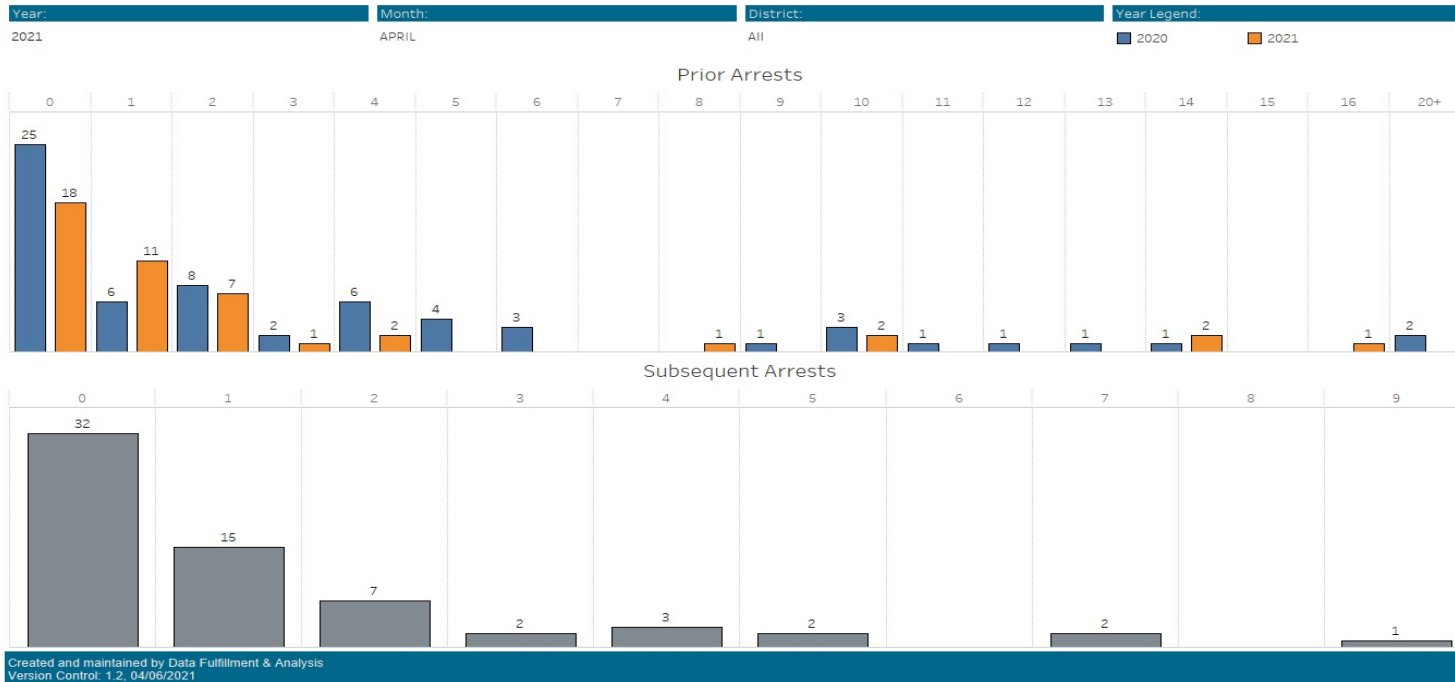 Year: Month: District: Year Legend:
2021 APRIL All 2020 2021
Prior Arrests
0 1 2 3 4 5 6 7 8 9 10 11 12 13 14 15 16 20+
25
18
11
6 8 7 6
2 1 2 4 3 1 1 3 2 1 1 1 1 2 1 2
Subsequent Arrests
0 1 2 3 4 5 6 7 8 9
32
15
7
2 3 2 2 1
Created and maintained by Data Fulfillment & Analysis
Version Control: 1.2, 04/06/2021